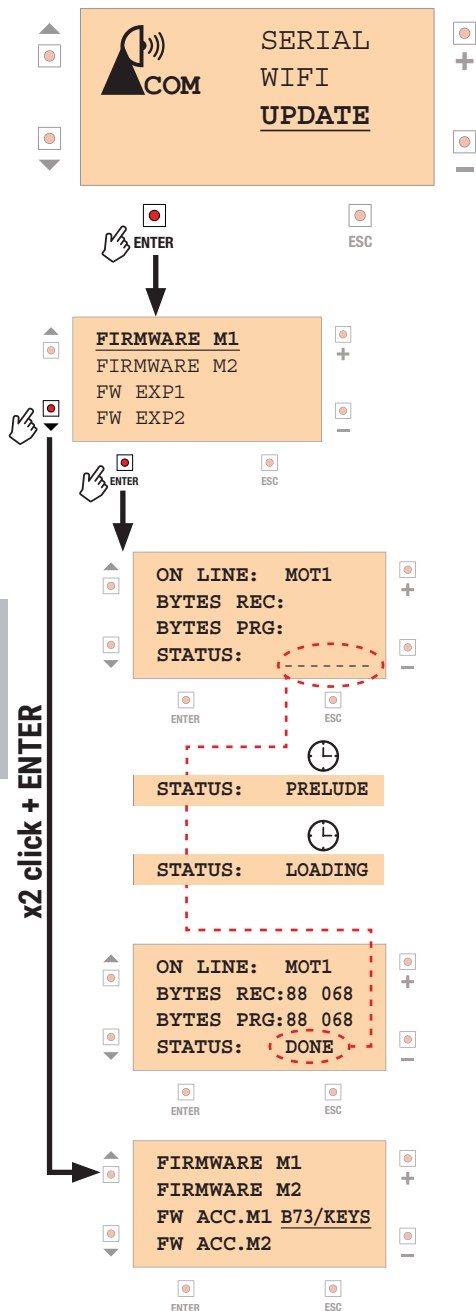 COM
SERIAL
WIFI
UPDATE
+
−
ENTER
ESC
FIRMWARE M1
FIRMWARE M2
FW EXP1
FW EXP2
+
−
ENTER
ESC
ON LINE: MOT1
BYTES REC:
BYTES PRG:
STATUS: ------
+
−
ENTER
ESC
STATUS: PRELUDE
STATUS: LOADING
x2 click + ENTER
ON LINE: MOT1
BYTES REC:88 068
BYTES PRG:88 068
STATUS: DONE
+
−
ENTER
ESC
FIRMWARE M1
FIRMWARE M2
FW ACC.M1 B73/KEYS
FW ACC.M2
+
−
ENTER
ESC